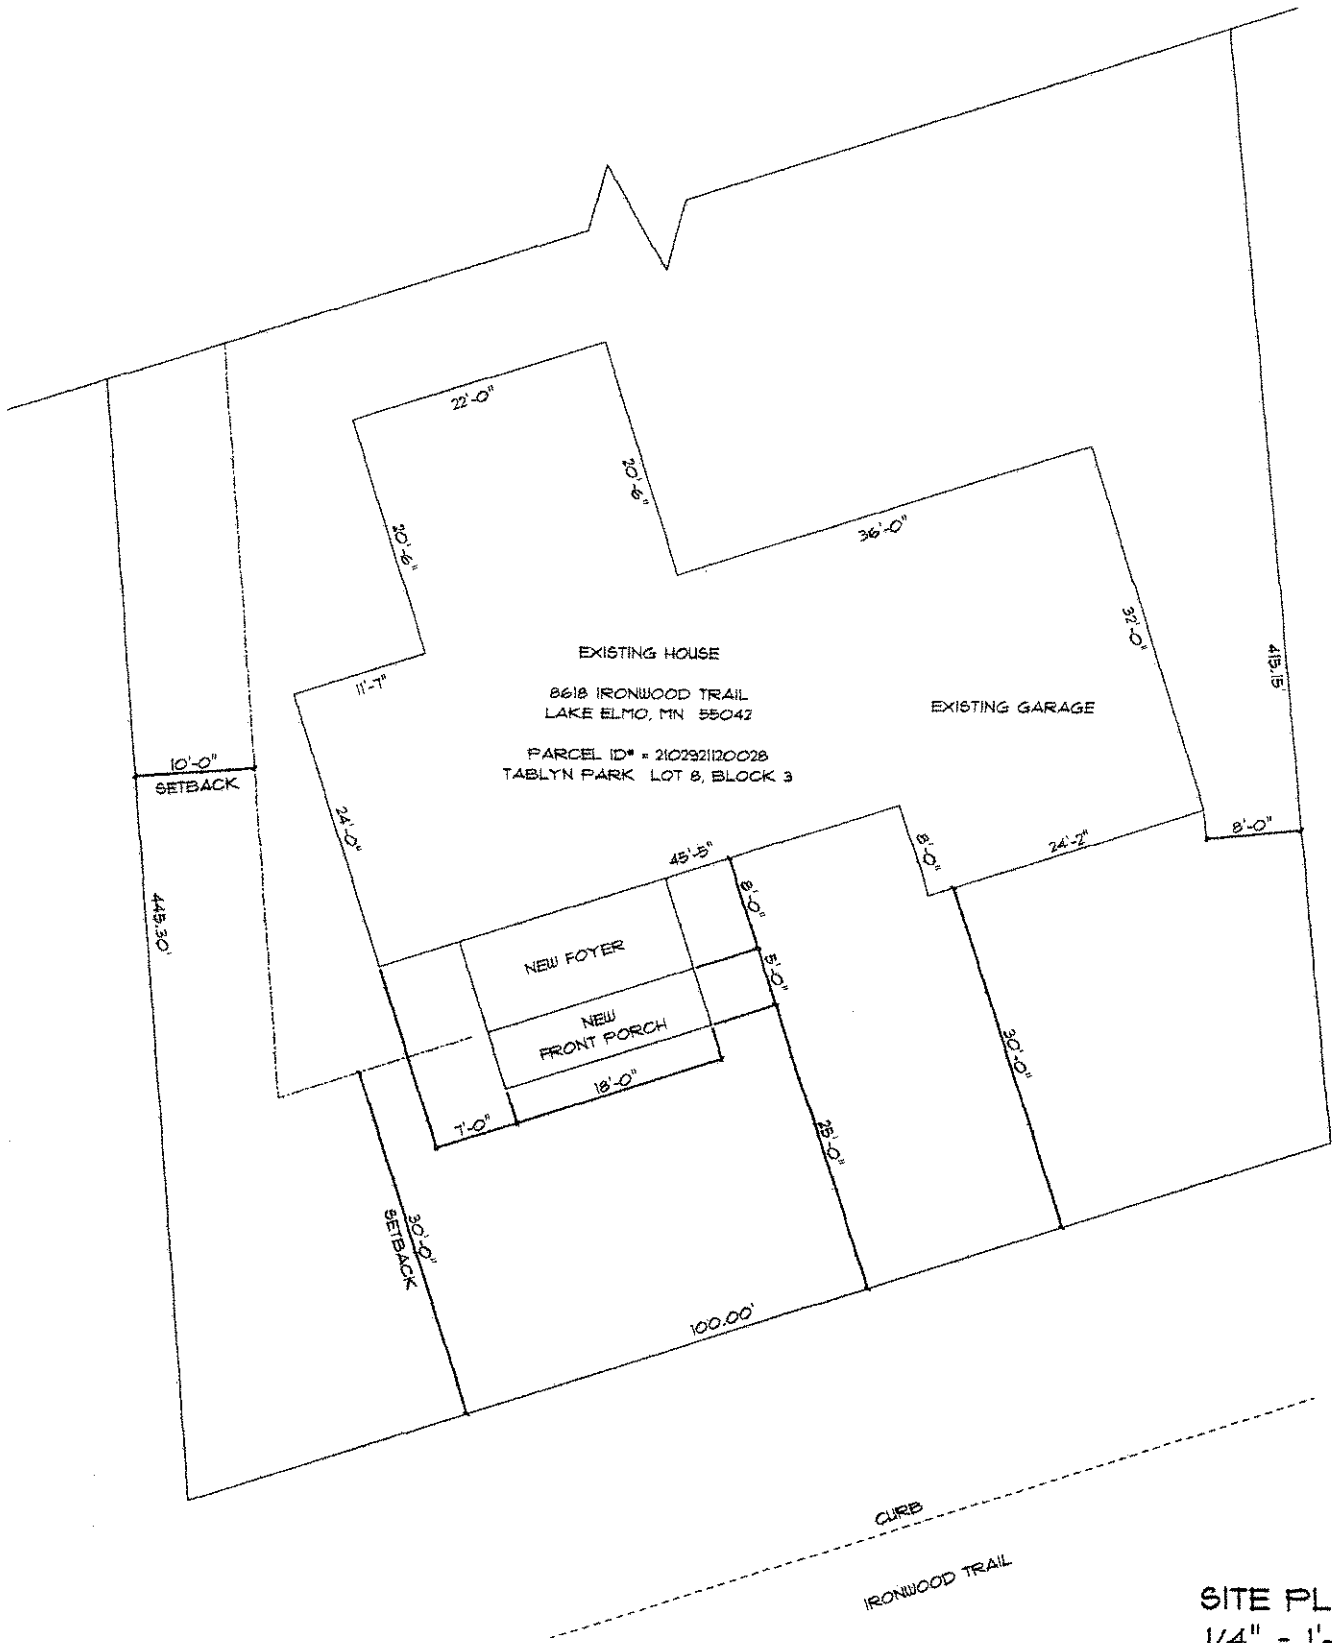 22'-0"
20'-6"
20'-6"
36'-0"
32'-0"
11'-7"
EXISTING HOUSE
8618 IRONWOOD TRAIL
LAKE ELMO, MN 55042
PARCEL ID# = 2102921120028
TABLYN PARK LOT 8, BLOCK 3
EXISTING GARAGE
415.15'
10'-0"
SETBACK
24'-0"
45'-5"
8'-0"
8'-0"
24'-2"
8'-0"
445.30'
NEW FOYER
5'-0"
NEW
FRONT PORCH
18'-0"
7'-0"
30'-0"
25'-0"
30'-0"
SETBACK
100.00'
CURB
IRONWOOD TRAIL
SITE PL
1/4" = 1'-